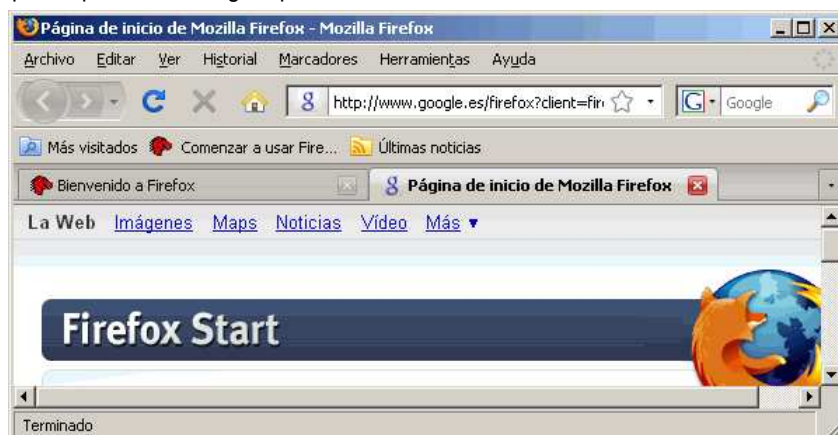 Página de inicio de Mozilla Firefox - Mozilla Firefox
Archivo Editar Ver Historial Marcadores Herramientas Ayuda
http://www.google.es/firefox?client=fir Google
Más visitados Comenzar a usar Fire... Últimas noticias
Bienvenido a Firefox Página de inicio de Mozilla Firefox
La Web Imágenes Maps Noticias Vídeo Más
Firefox Start
Terminado